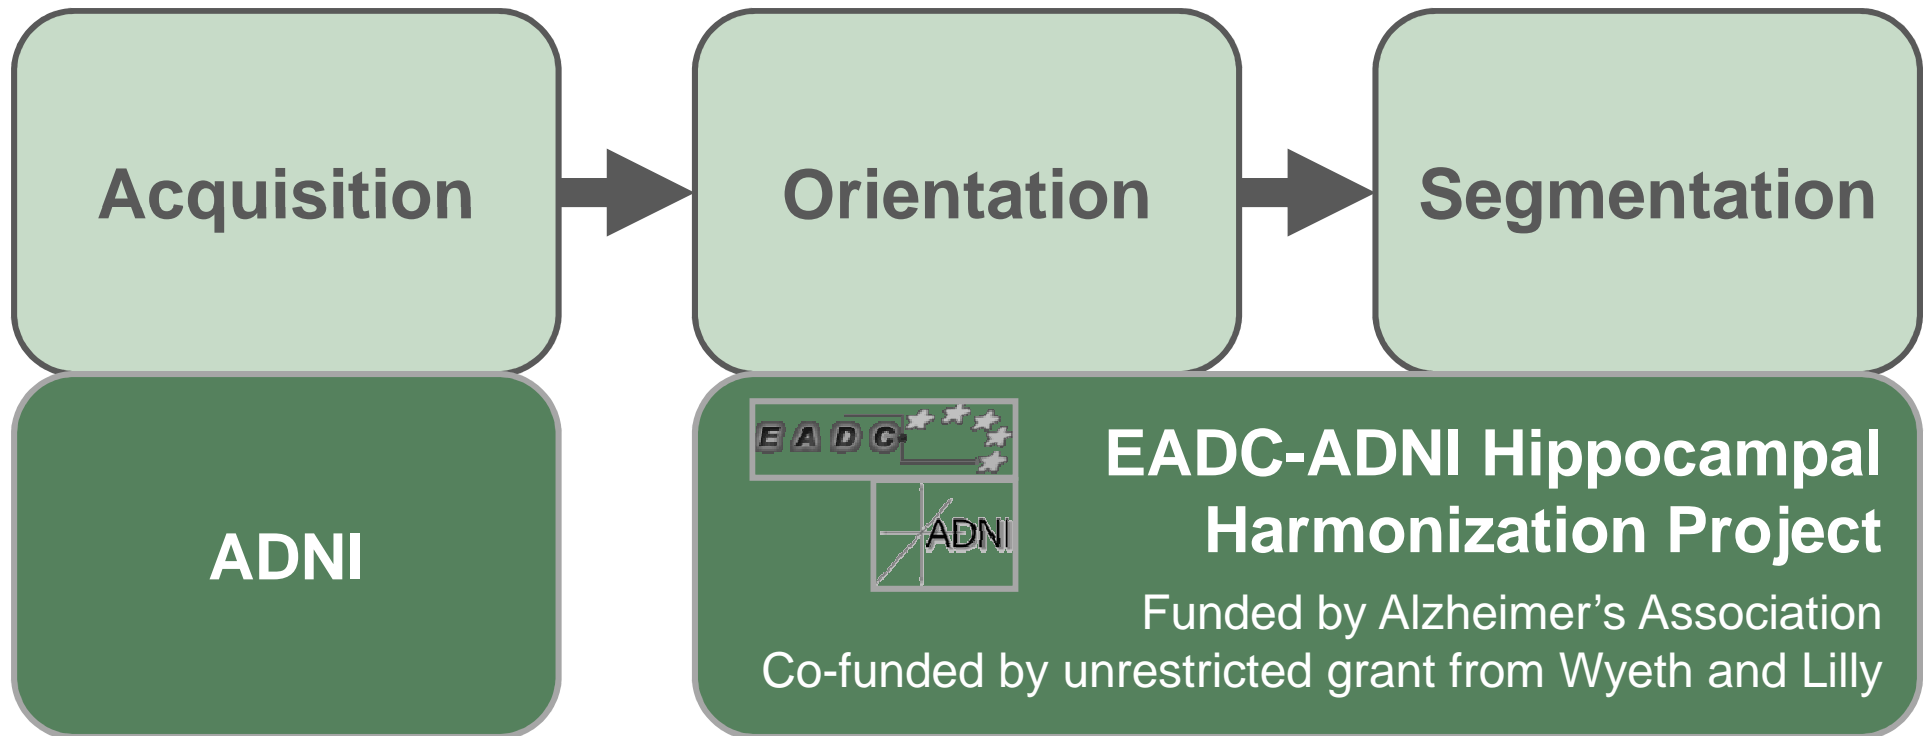 Acquisition
Orientation
Segmentation
ADNI
EADC
ADNI
EADC-ADNI Hippocampal
Harmonization Project
Funded by Alzheimer’s Association
Co-funded by unrestricted grant from Wyeth and Lilly